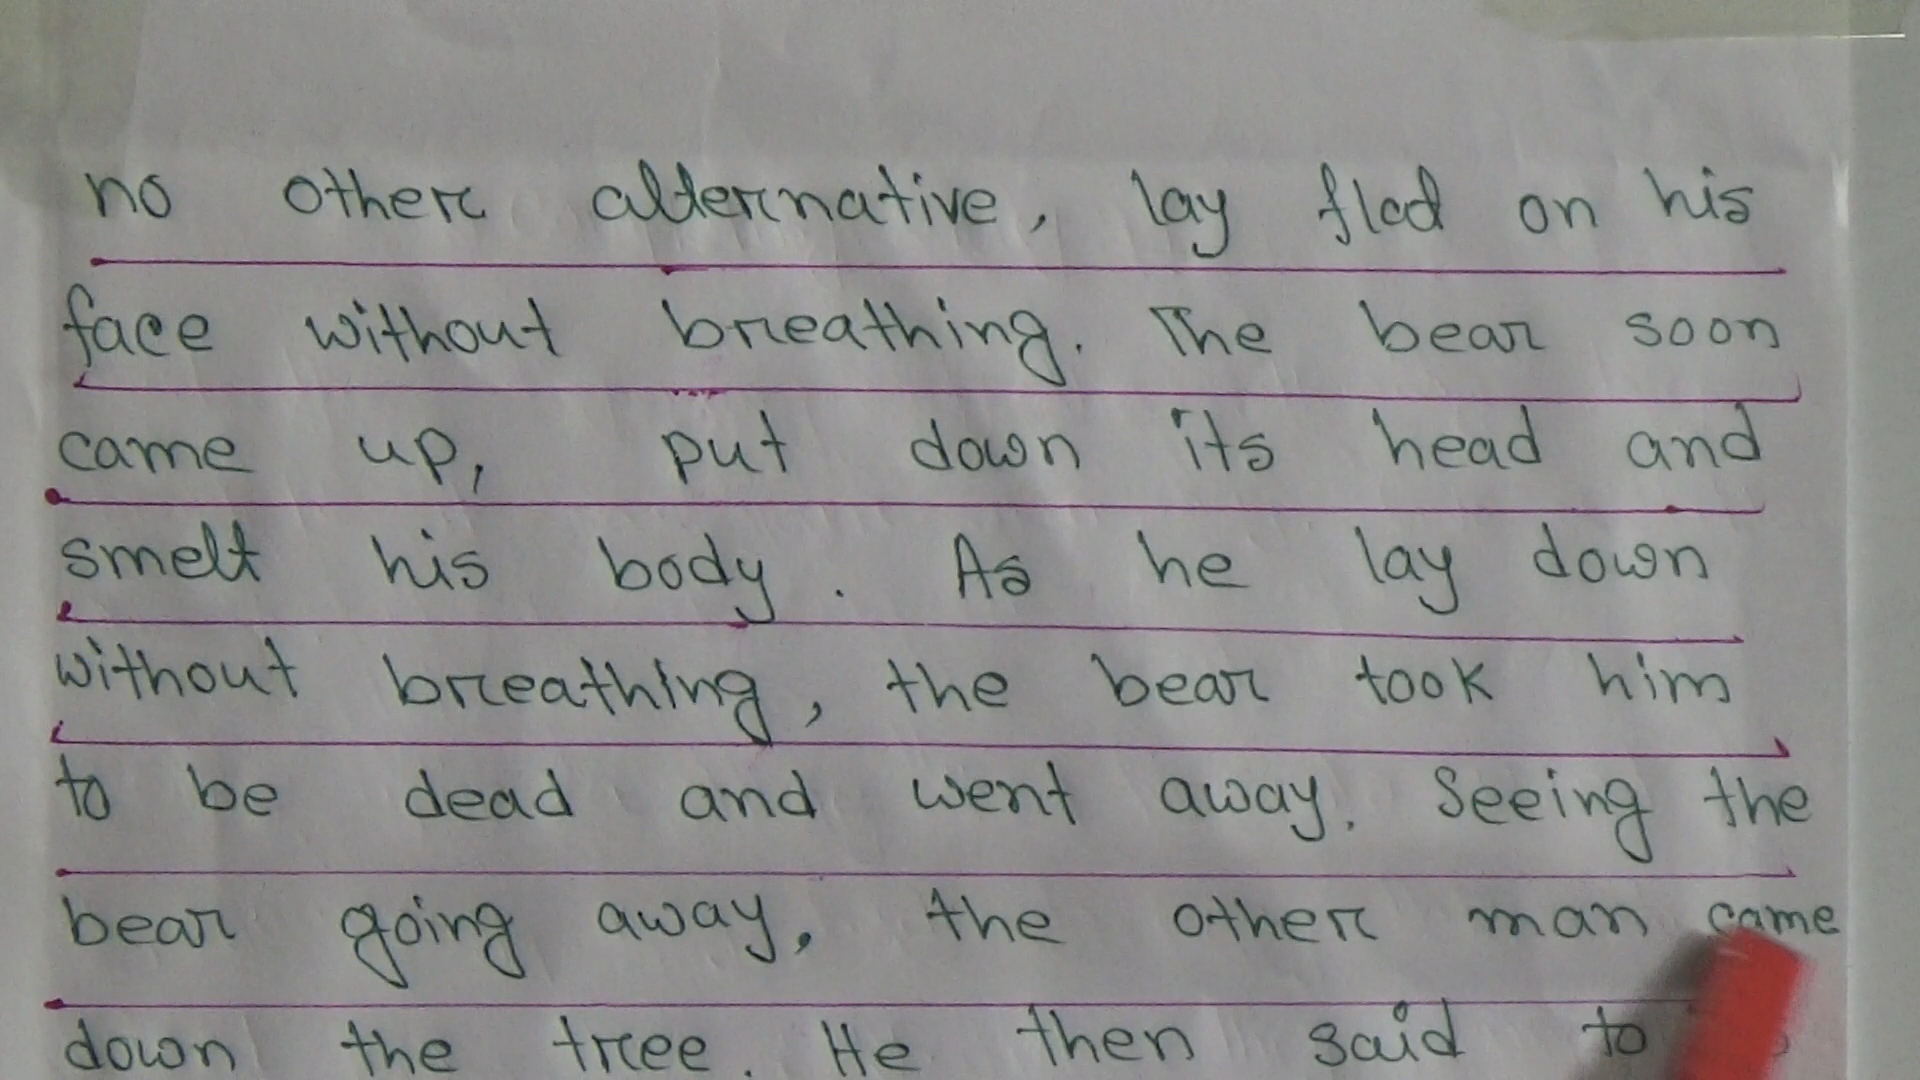 no other alternative, lay flat on his
face without breathing. The bear soon
came up, put down its head and
smelt his body. As he lay down
without breathing, the bear took him
to be dead and went away. Seeing the
bear going away, the other man came
down the tree. He then said to